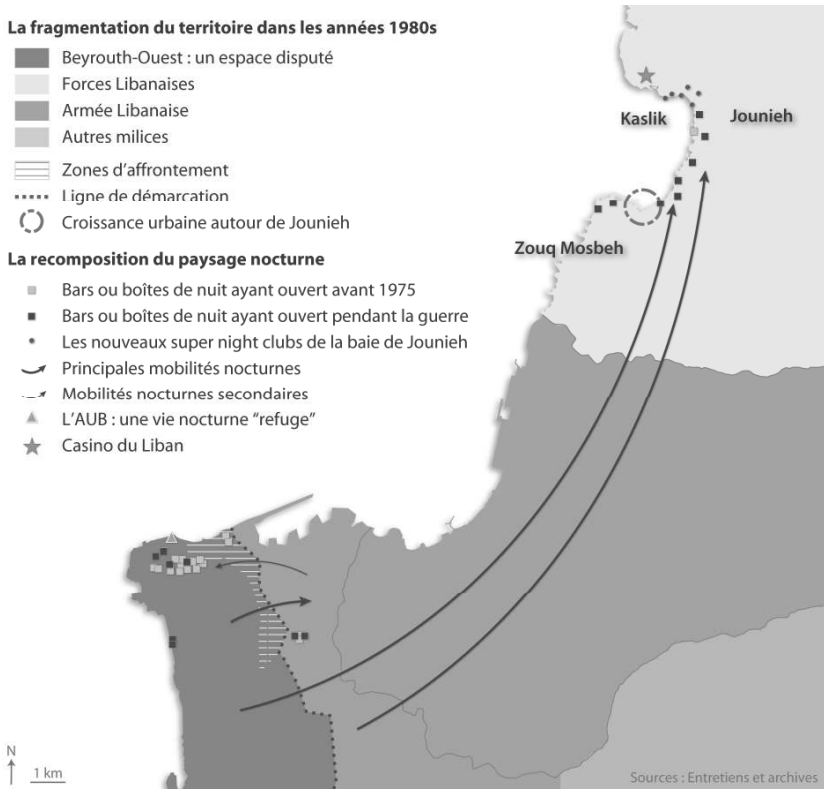 La fragmentation du territoire dans les années 1980s
Beyrouth-Ouest : un espace disputé
Forces Libanaises
Armée Libanaise
Autres milices
Zones d'affrontement
Ligne de démarcation
Croissance urbaine autour de Jounieh
La recomposition du paysage nocturne
Bars ou boîtes de nuit ayant ouvert avant 1975
Bars ou boîtes de nuit ayant ouvert pendant la guerre
Les nouveaux super night clubs de la baie de Jounieh
Principales mobilités nocturnes
Mobilités nocturnes secondaires
L'AUB : une vie nocturne "refuge"
Casino du Liban
Kaslik
Jounieh
Zouq Mosbeh
N
1 km
Sources : Entretiens et archives